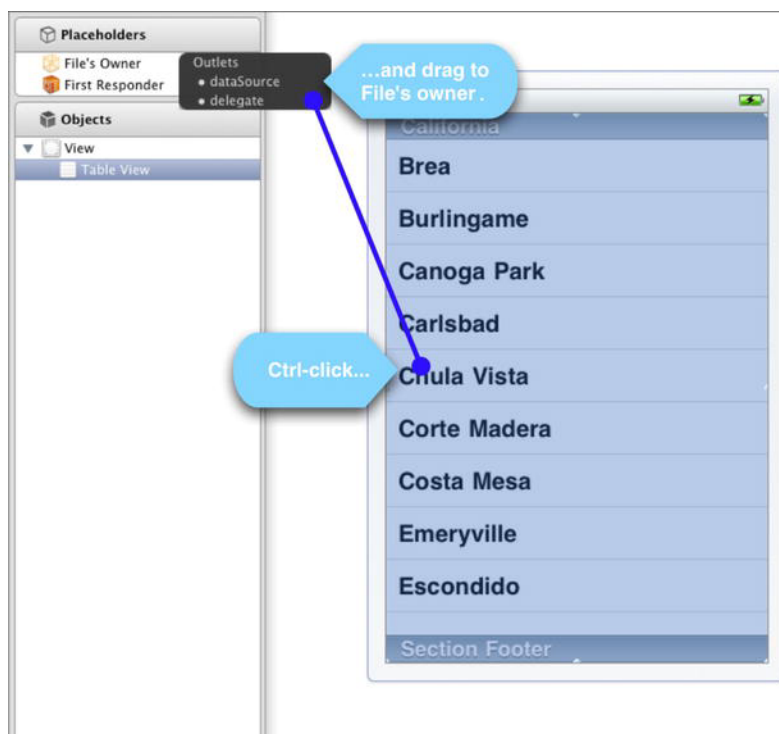 Placeholders
File's Owner
First Responder
Outlets
• dataSource
• delegate
...and drag to
File's owner .
Objects
View
Table View
California
Brea
Burlingame
Canoga Park
Carlsbad
Ctrl-click...
Chula Vista
Corte Madera
Costa Mesa
Emeryville
Escondido
Section Footer